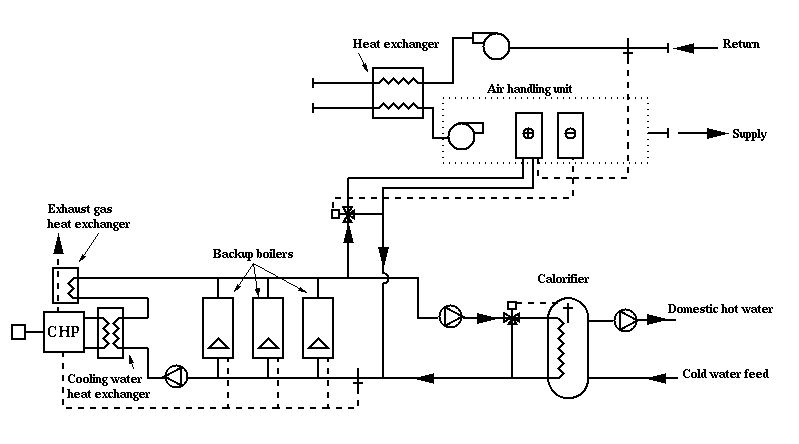 Heat exchanger
Return
Air handling unit
Supply
Exhaust gas
heat exchanger
Backup boilers
Calorifier
Domestic hot water
CHP
Cooling water
heat exchanger
Cold water feed